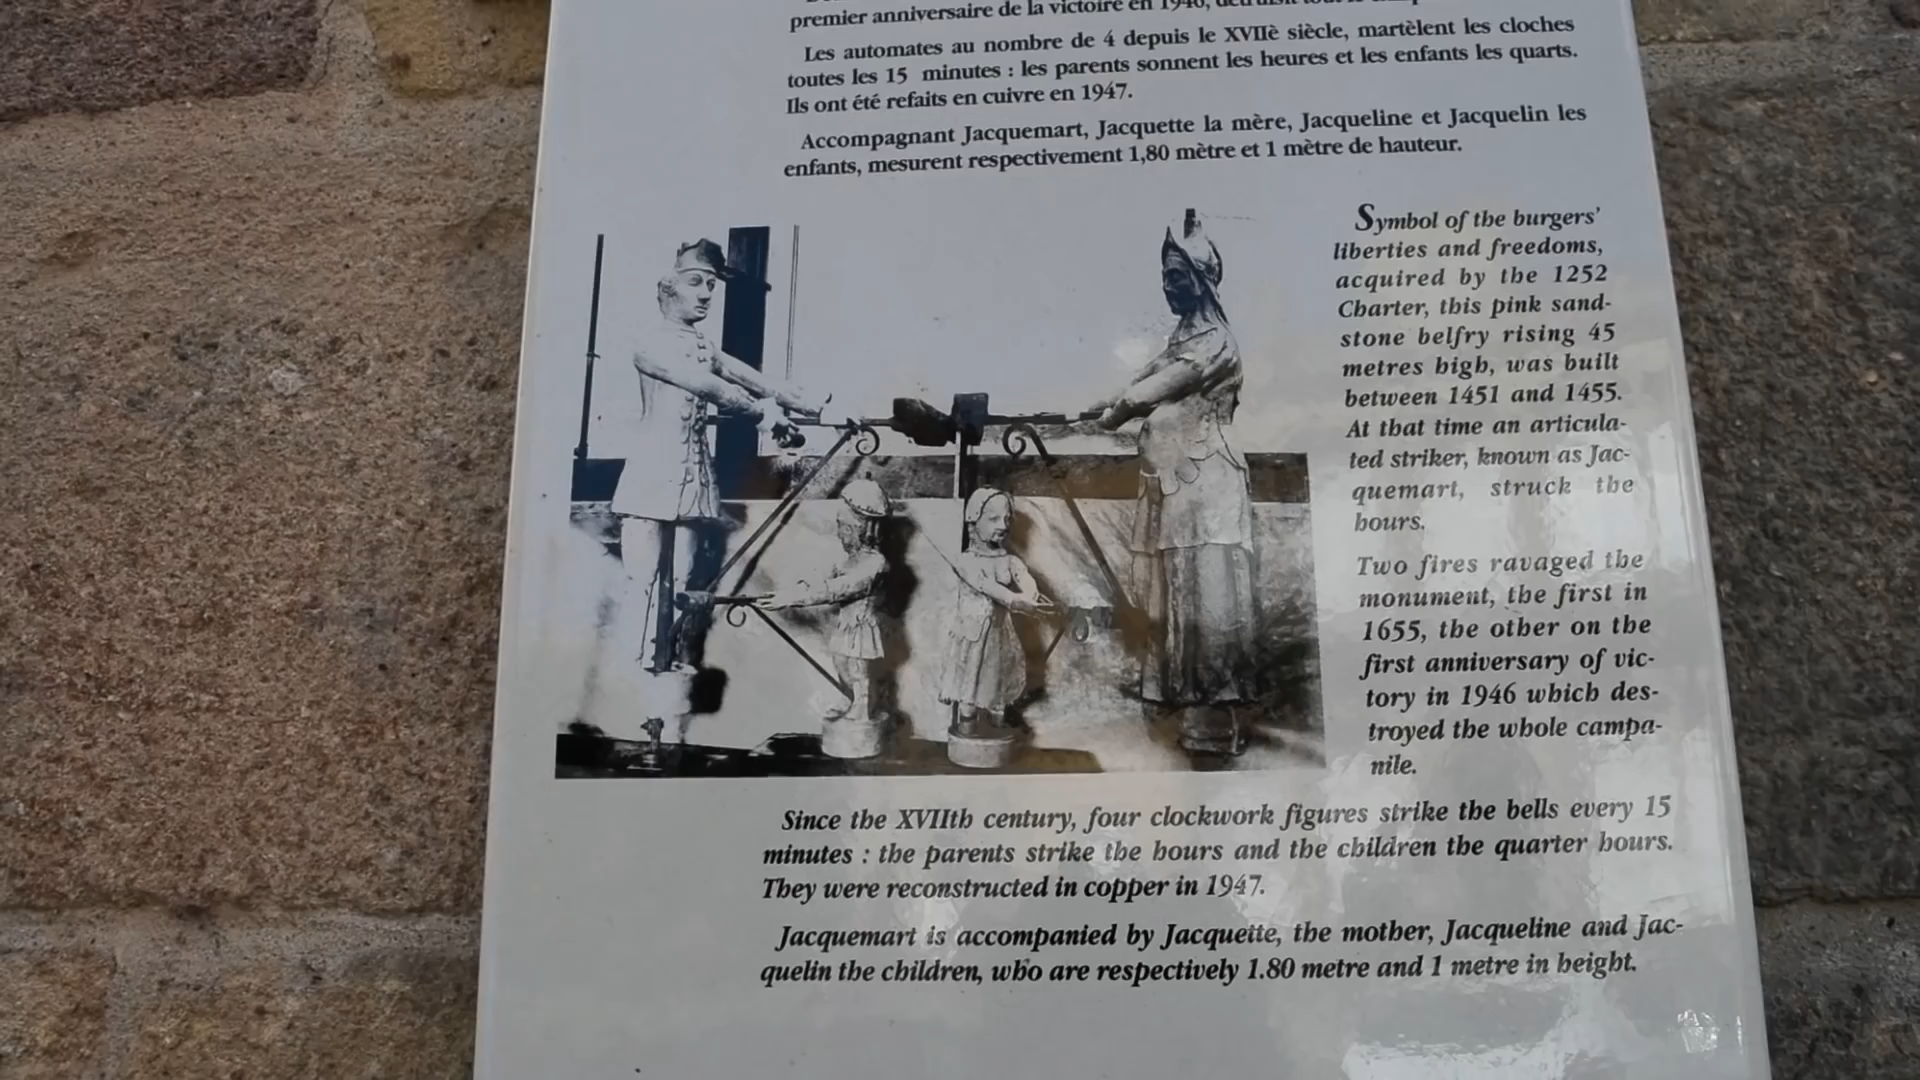 premier anniversaire de la victoire en 1946,
Les automates au nombre de 4 depuis le XVIIè siècle, martèlent les cloches
toutes les 15 minutes : les parents sonnent les heures et les enfants les quarts.
Ils ont été refaits en cuivre en 1947.
Accompagnant Jacquemart, Jacquette la mère, Jacqueline et Jacquelin les
enfants, mesurent respectivement 1,80 mètre et 1 mètre de hauteur.
Symbol of the burgers'
liberties and freedoms,
acquired by the 1252
Charter, this pink sand-
stone belfry rising 45
metres high, was built
between 1451 and 1455.
At that time an articula-
ted striker, known as Jac-
quemart, struck the
hours.
Two fires ravaged the
monument, the first in
1655, the other on the
first anniversary of vic-
tory in 1946 which des-
troyed the whole campa-
nile.
Since the XVIIth century, four clockwork figures strike the bells every 15
minutes : the parents strike the hours and the children the quarter hours.
They were reconstructed in copper in 1947.
Jacquemart is accompanied by Jacquette, the mother, Jacqueline and Jac-
quelin the children, who are respectively 1.80 metre and 1 metre in height.